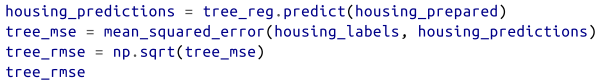 housing_predictions = tree_reg.predict(housing_prepared)
tree_mse = mean_squared_error(housing_labels, housing_predictions)
tree_rmse = np.sqrt(tree_mse)
tree_rmse